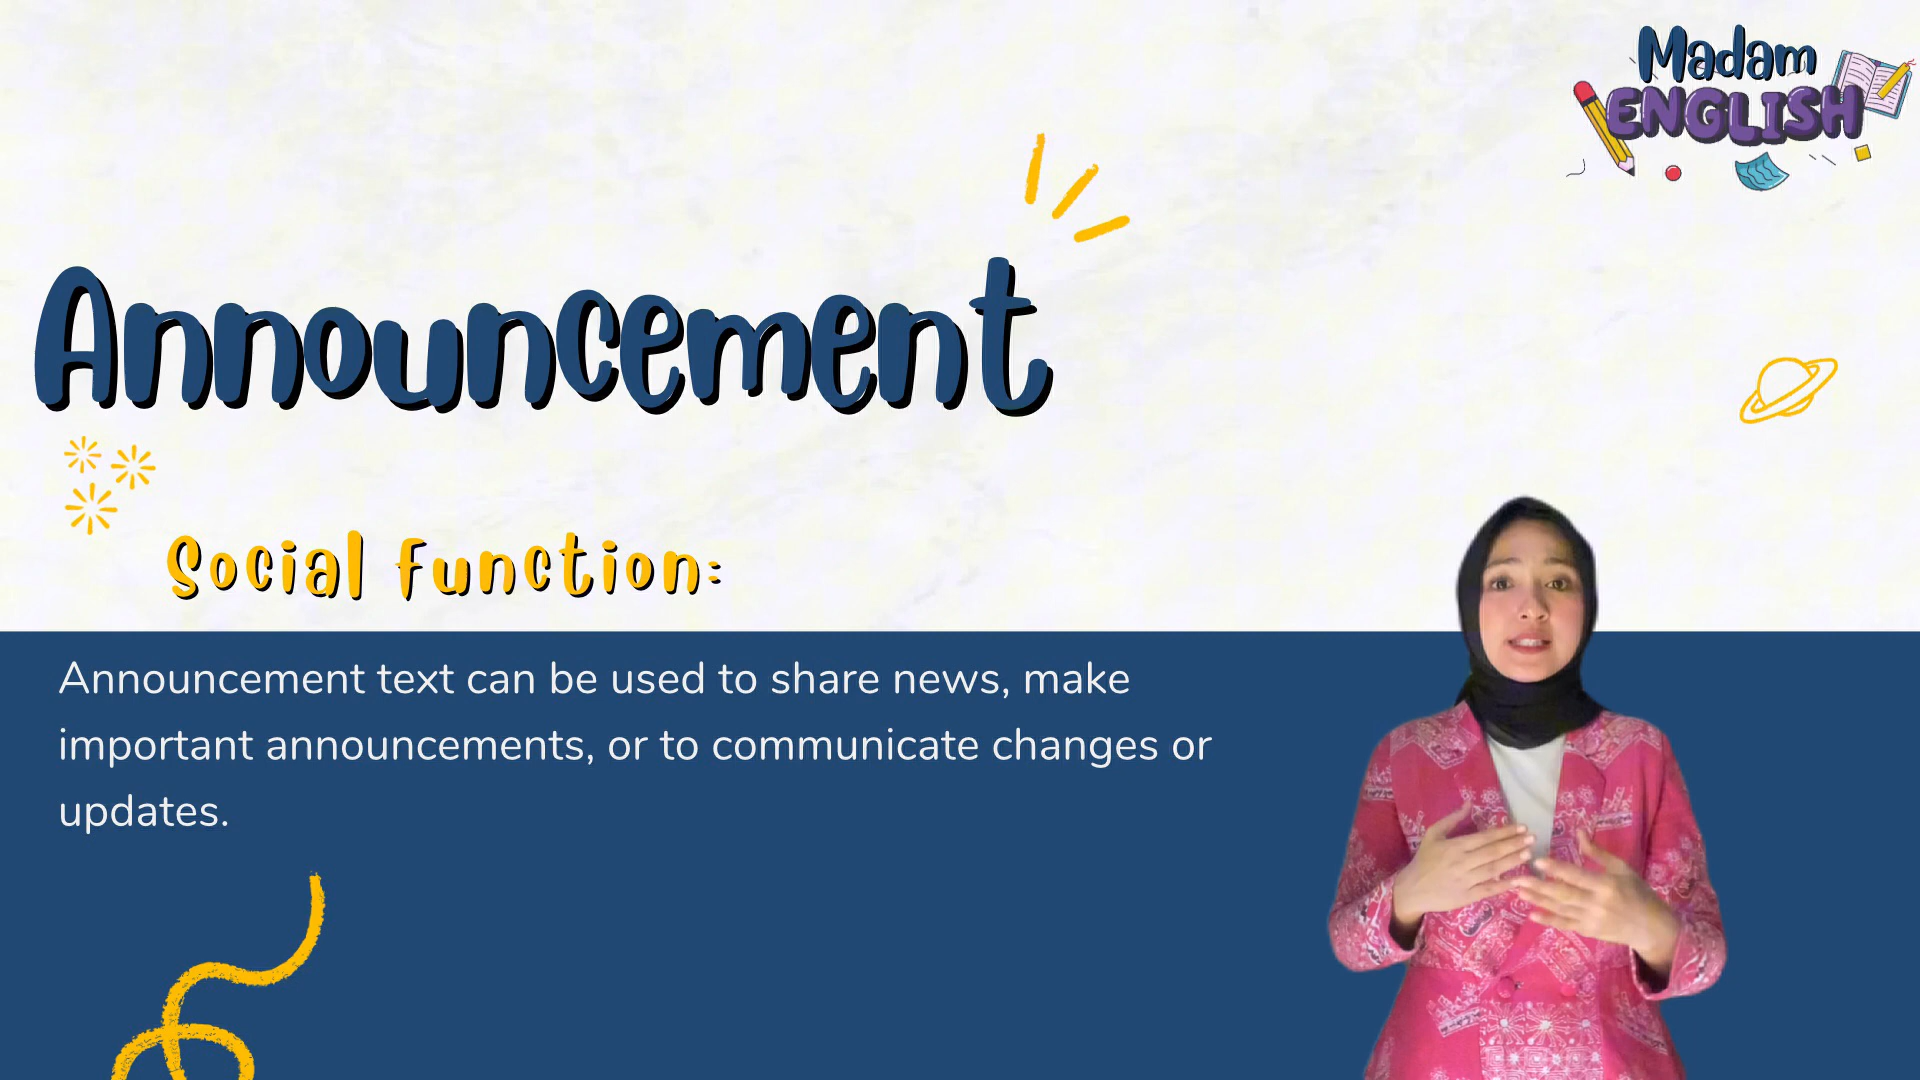 Madam
ENGLISH
Announcement
Social Function:
Announcement text can be used to share news, make
important announcements, or to communicate changes or
updates.